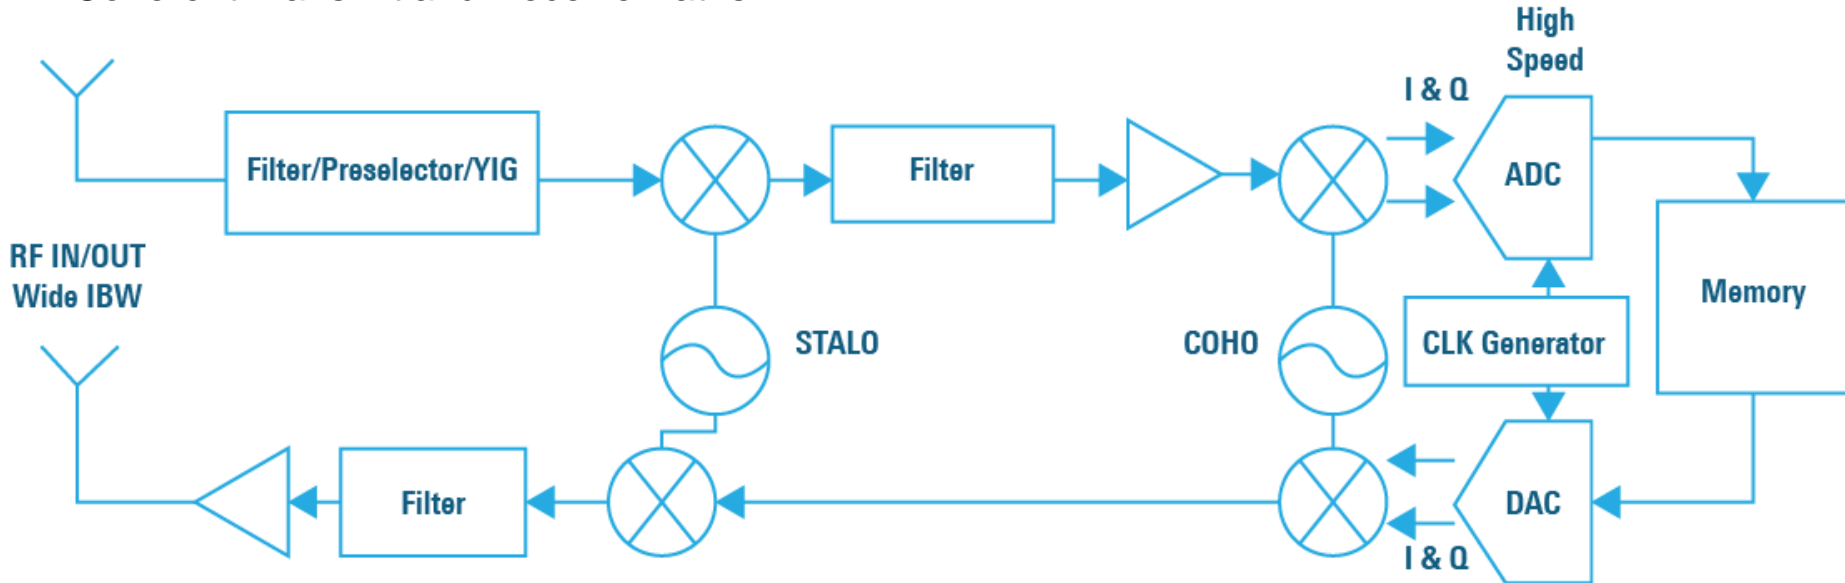 High
Speed
I & Q
Filter/Preselector/YIG
Filter
ADC
RF IN/OUT
Wide IBW
Memory
STALO
COHO
CLK Generator
Filter
DAC
I & Q